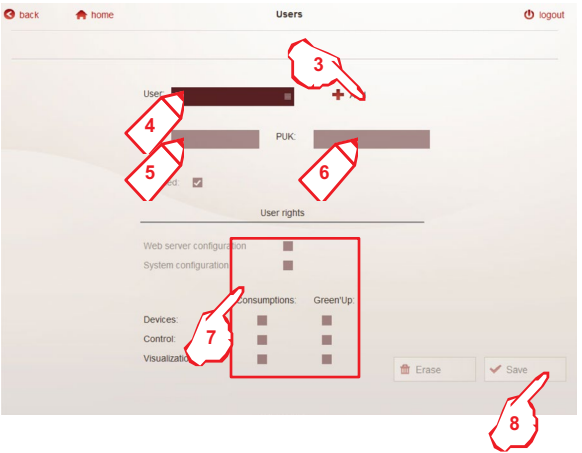 back home Users logout
3
User:
4
PUK:
5
6
User rights
Web server configuration
System configuration
Consumptions: Green'Up:
Devices:
Control:
7
Erase Save
8